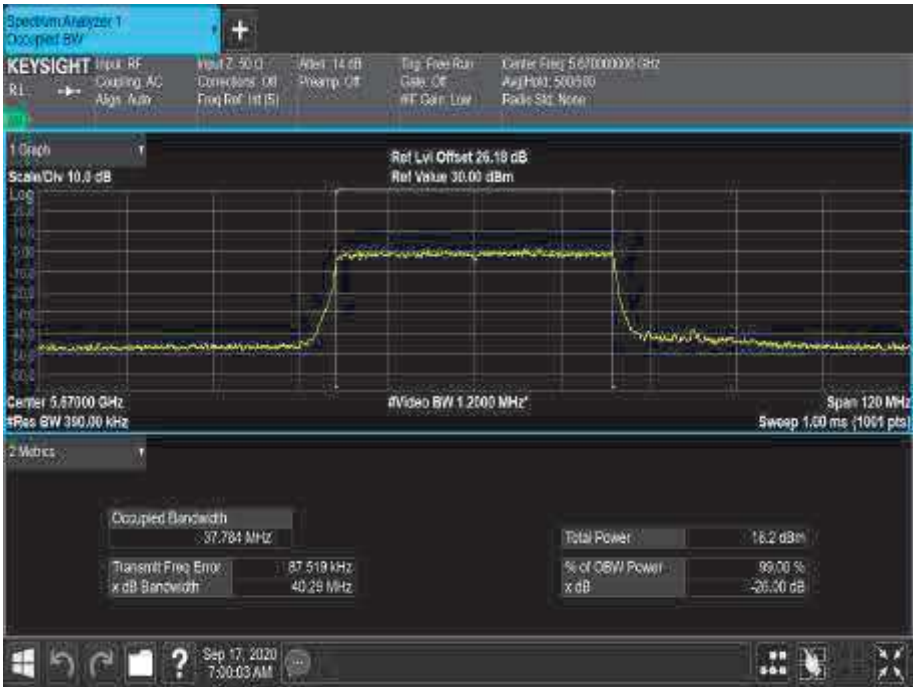 Spectrum Analyzer 1
Occupied BW
+
KEYSIGHT Input: RF Input Z: 50 Ω Atten: 14 dB Trig: Free Run Center Freq: 5.670000000 GHz
Coupling: AC Corrections: Off Preamp: Off Gate: Off Avg|Hold: 500/500
Align: Auto Freq Ref: Int (S) #IF Gain: Low Radio Std: None
1 Graph
Ref Lvl Offset 26.18 dB
Scale/Div 10.0 dB Ref Value 30.00 dBm
Log
Center 5.67000 GHz #Video BW 1.2000 MHz* Span 120 MHz
#Res BW 390.00 kHz Sweep 1.00 ms (1001 pts)
2 Metrics
Occupied Bandwidth
37.784 MHz
Total Power
Transmit Freq Error 87.519 kHz % of OBW Power 99.00 %
x dB Bandwidth 40.29 MHz x dB -26.00 dB
?
Sep 17, 2020
7:00:03 AM